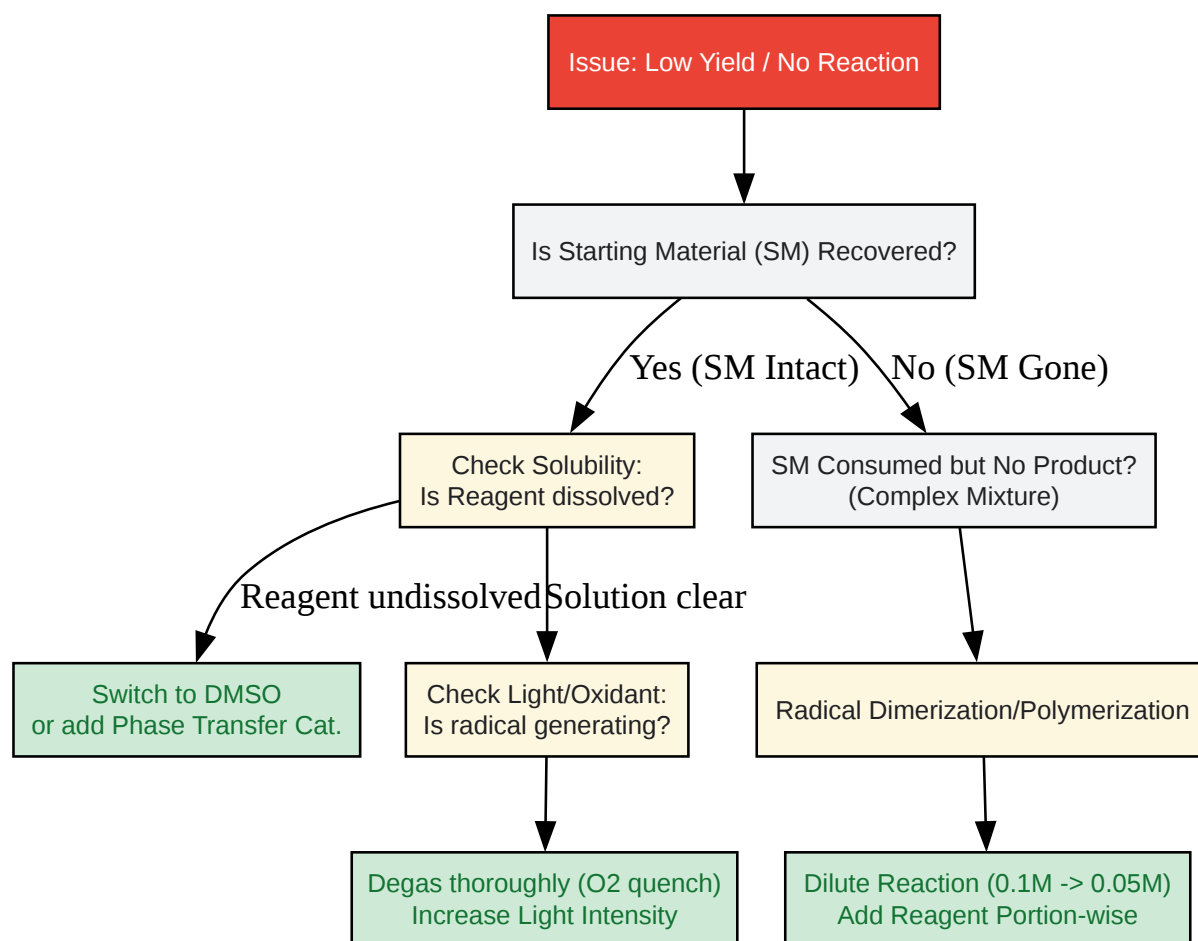 Issue: Low Yield / No Reaction
Is Starting Material (SM) Recovered?
Yes (SM Intact)
No (SM Gone)
Check Solubility:
Is Reagent dissolved?
SM Consumed but No Product?
(Complex Mixture)
Reagent undissolved
Solution clear
Switch to DMSO
or add Phase Transfer Cat.
Check Light/Oxidant:
Is radical generating?
Radical Dimerization/Polymerization
Degas thoroughly (O2 quench)
Increase Light Intensity
Dilute Reaction (0.1M -> 0.05M)
Add Reagent Portion-wise